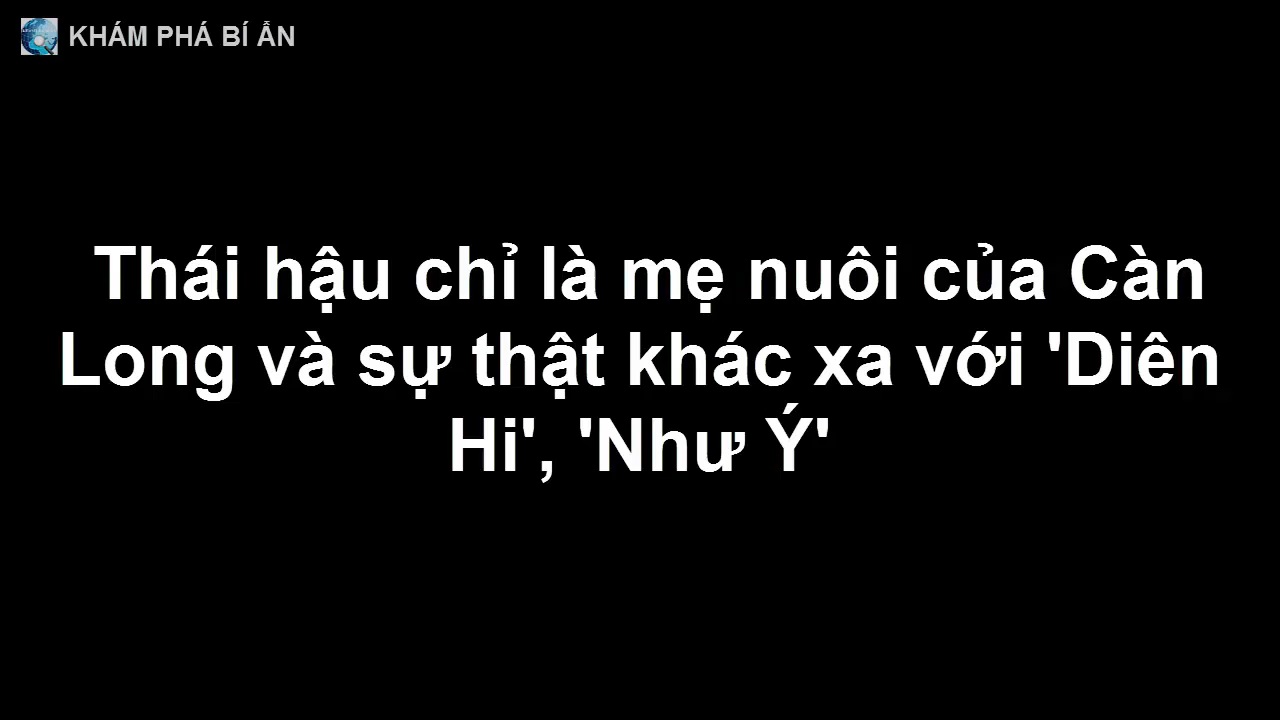 KHÁM PHÁ BÍ ẨN
Thái hậu chỉ là mẹ nuôi của Càn
Long và sự thật khác xa với 'Diên
Hi', 'Như Ý'